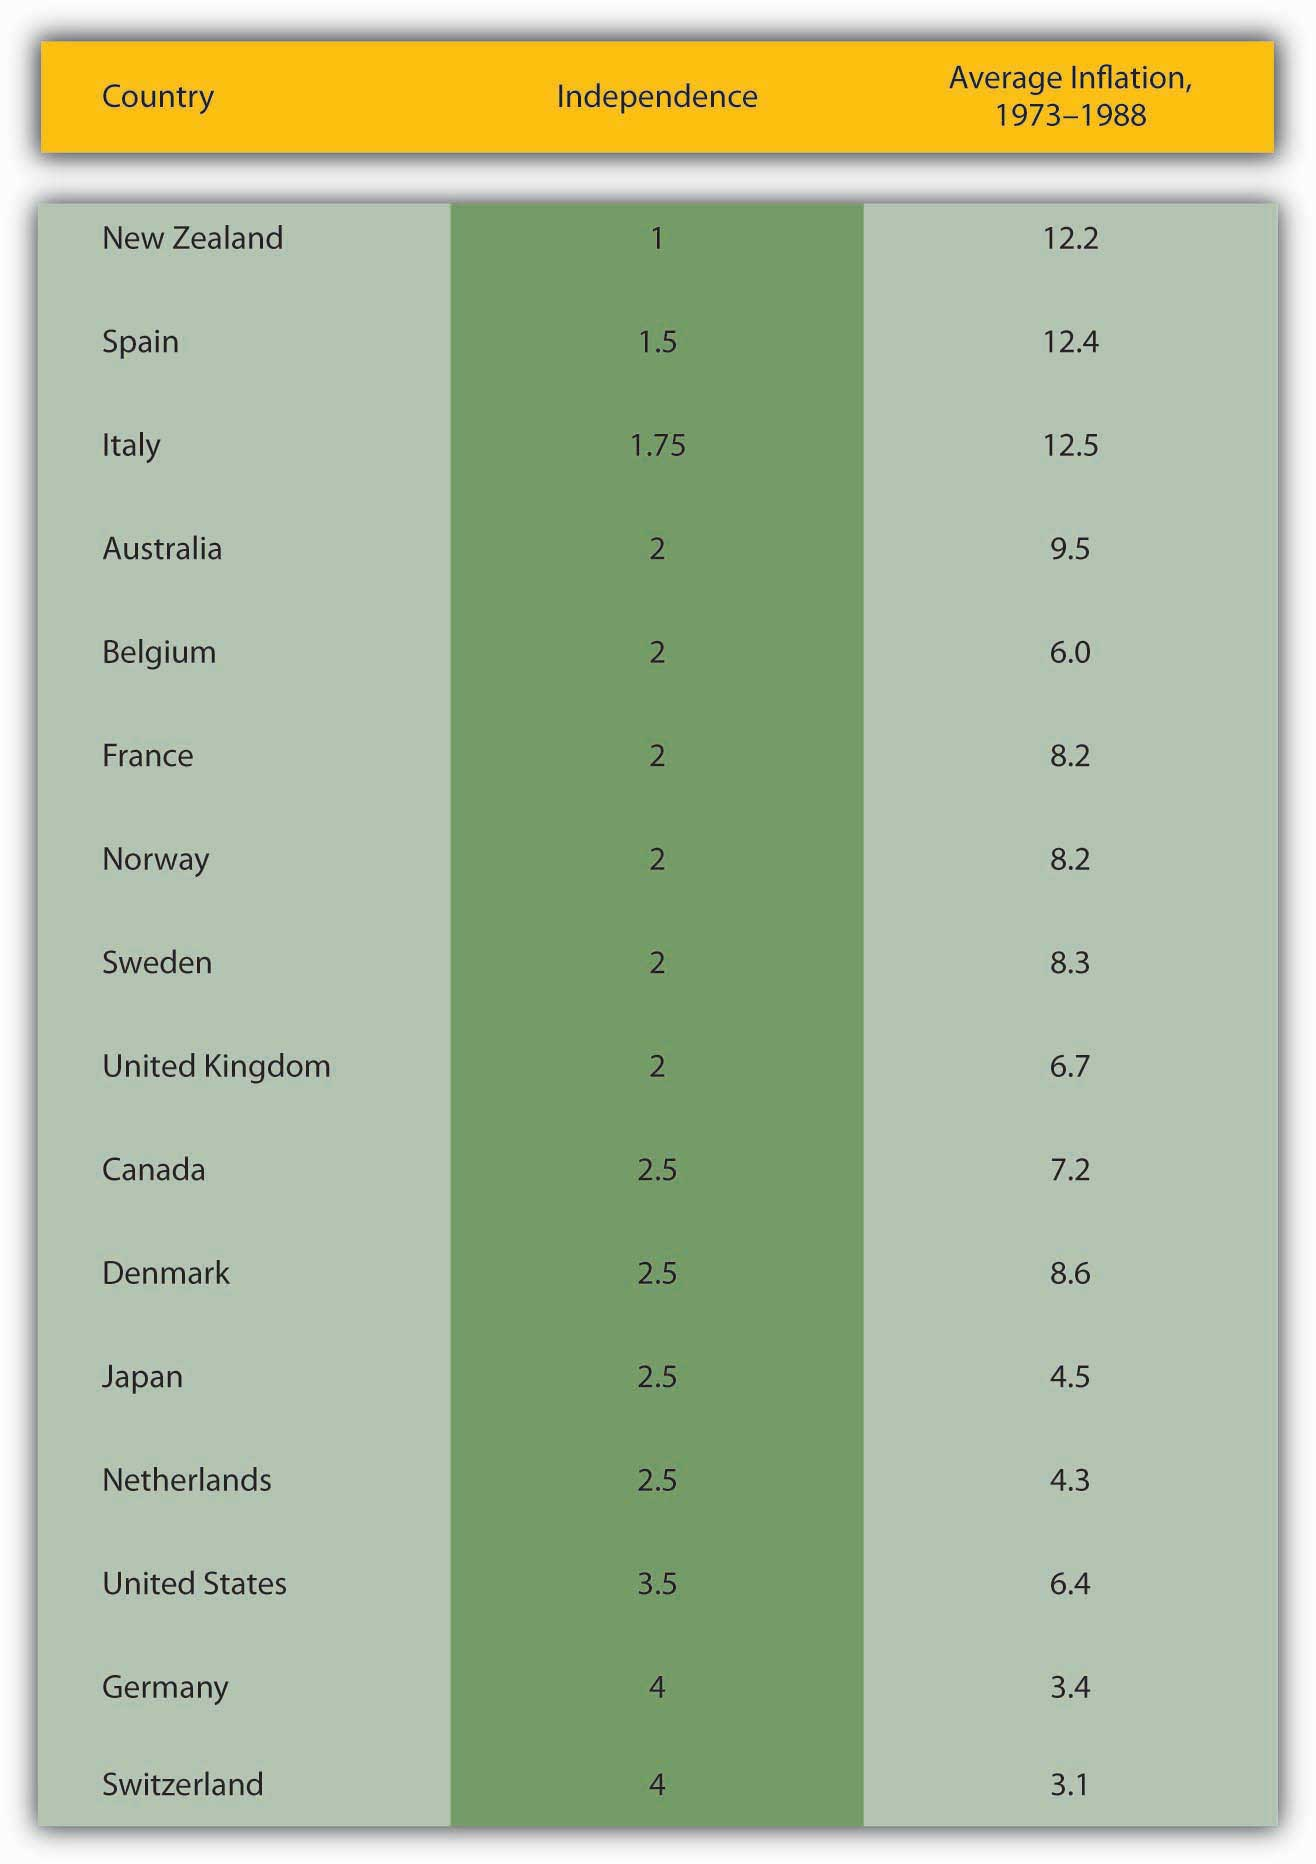 Country Independence Average Inflation,
1973–1988
New Zealand 1 12.2
Spain 1.5 12.4
Italy 1.75 12.5
Australia 2 9.5
Belgium 2 6.0
France 2 8.2
Norway 2 8.2
Sweden 2 8.3
United Kingdom 2 6.7
Canada 2.5 7.2
Denmark 2.5 8.6
Japan 2.5 4.5
Netherlands 2.5 4.3
United States 3.5 6.4
Germany 4 3.4
Switzerland 4 3.1